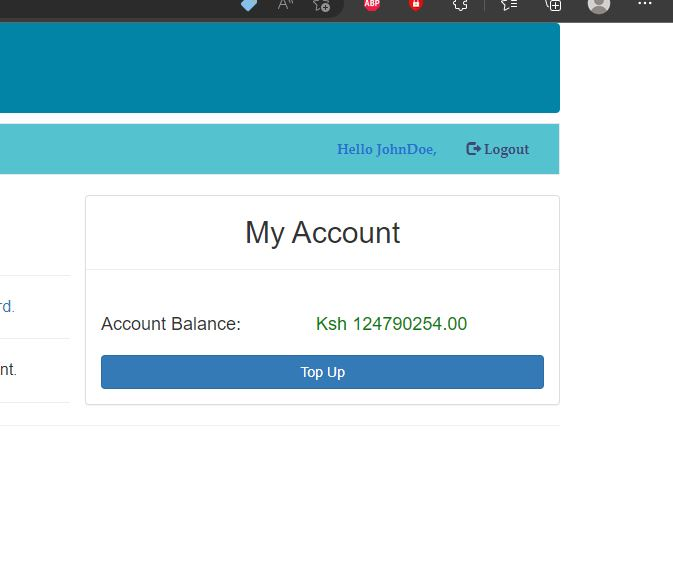 ABP
Hello JohnDoe,
Logout
My Account
rd.
Account Balance:
Ksh 124790254.00
nt.
Top Up